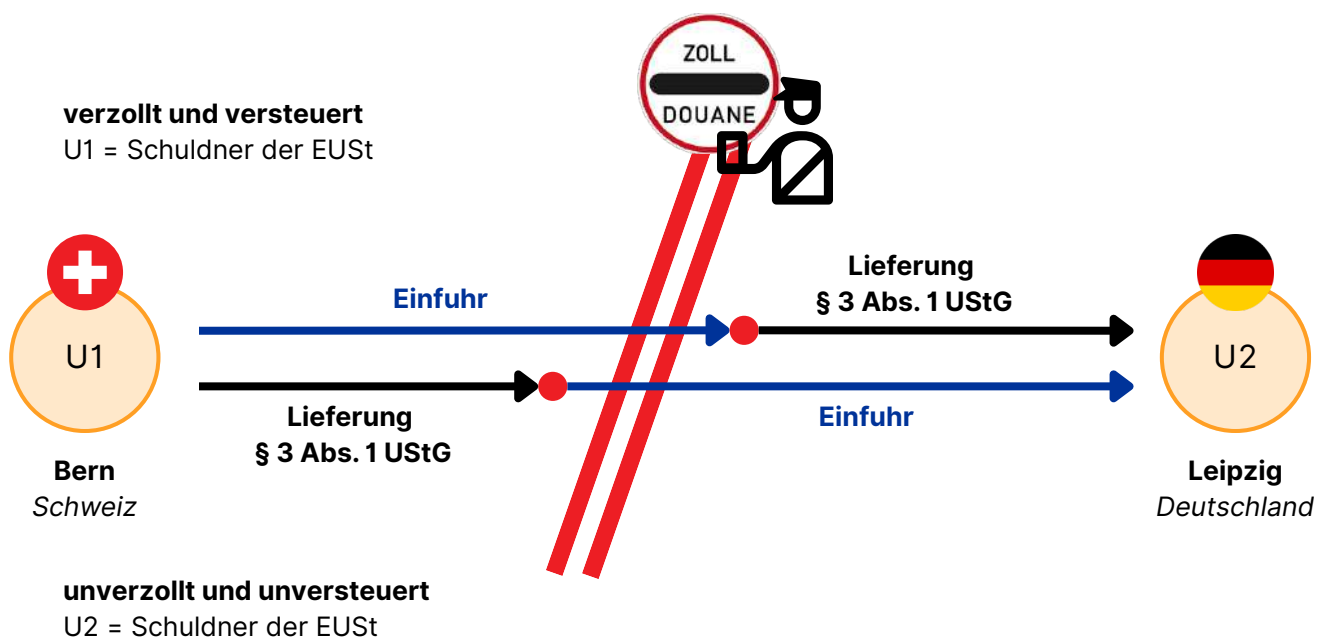 ZOLL
DOUANE
verzollt und versteuert
U1 = Schuldner der EUSt
Lieferung
§ 3 Abs. 1 UStG
Einfuhr
U1
U2
Lieferung
§ 3 Abs. 1 UStG
Einfuhr
Bern
Schweiz
Leipzig
Deutschland
unverzollt und unversteuert
U2 = Schuldner der EUSt